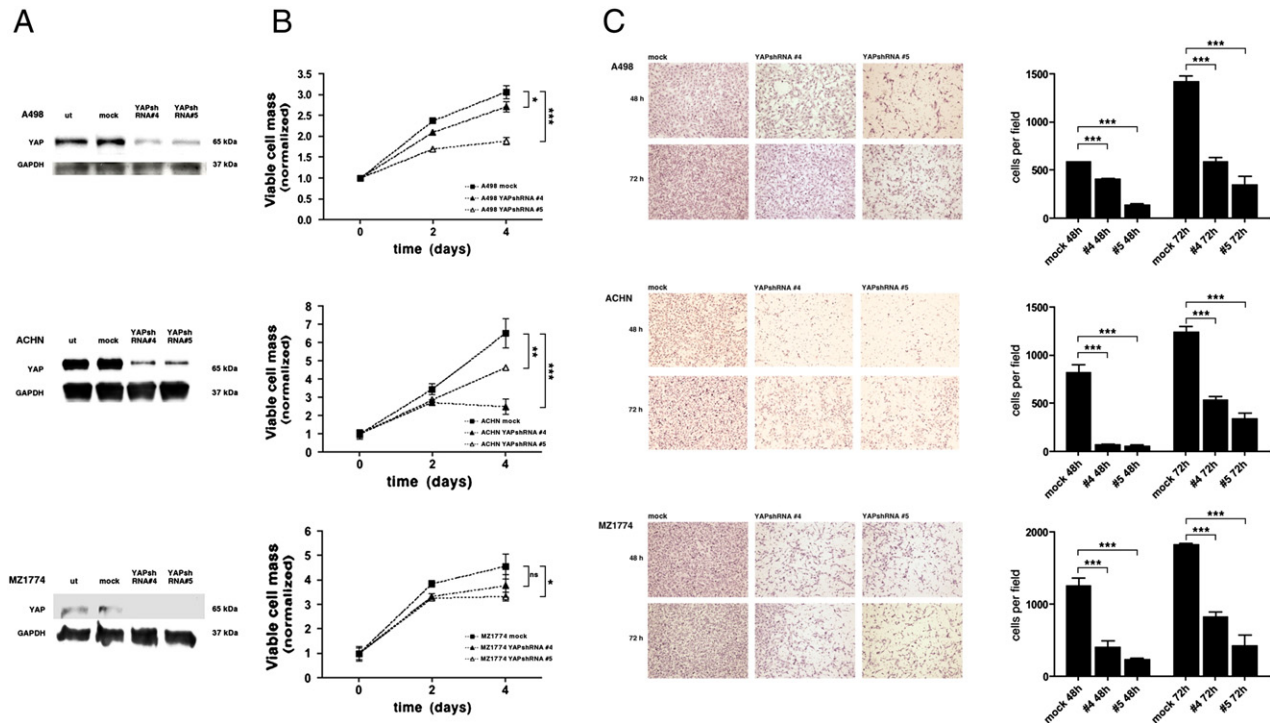 A
A498
ut
mock
YAPsh
RNA#4
YAPsh
RNA#5
YAP
65 kDa
GAPDH
37 kDa
ACHN
ut
mock
YAPsh
RNA#4
YAPsh
RNA#5
YAP
65 kDa
GAPDH
37 kDa
MZ1774
ut
mock
YAPsh
RNA#4
YAPsh
RNA#5
YAP
65 kDa
GAPDH
37 kDa
B
Viable cell mass
(normalized)
3.5
3.0
2.5
2.0
1.5
1.0
0.5
0.0
*
***
A498 mock
A498 YAPshRNA #4
A498 YAPshRNA #5
0
2
4
time (days)
Viable cell mass
(normalized)
8
7
6
5
4
3
2
1
0
**
***
ACHN mock
ACHN YAPshRNA #4
ACHN YAPshRNA #5
0
2
4
time (days)
Viable cell mass
(normalized)
6
5
4
3
2
1
0
ns
*
MZ1774 mock
MZ1774 YAPshRNA #4
MZ1774 YAPshRNA #5
0
2
4
time (days)
C
mock
YAPshRNA #4
YAPshRNA #5
A498
48 h
72 h
cells per field
1500
1000
500
0
***
***
***
***
mock 48h
#4 48h
#5 48h
mock 72h
#4 72h
#5 72h
mock
YAPshRNA #4
YAPshRNA #5
ACHN
48 h
72 h
cells per field
1500
1000
500
0
***
***
***
***
mock 48h
#4 48h
#5 48h
mock 72h
#4 72h
#5 72h
mock
YAPshRNA #4
YAPshRNA #5
MZ1774
48 h
72 h
cells per field
2000
1000
0
***
***
***
***
mock 48h
#4 48h
#5 48h
mock 72h
#4 72h
#5 72h